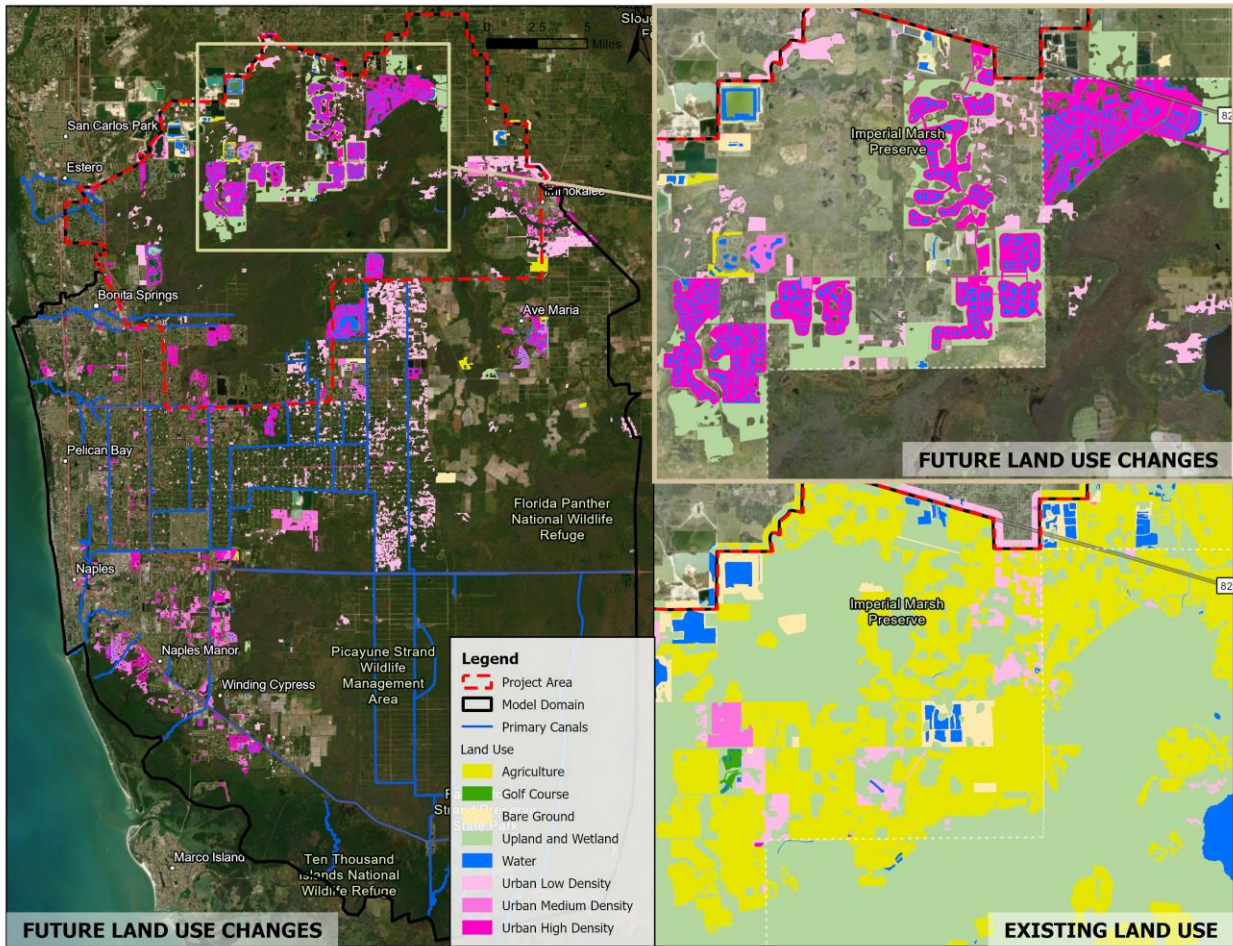 0 2.5 5
Miles
San Carlos Park
Estero
Immokalee
Bonita Springs
Ave Maria
Pelican Bay
Florida Panther
National Wildlife
Refuge
Naples
Picayune Strand
Wildlife
Management
Area
Naples Manor
Winding Cypress
Marco Island
Ten Thousand
Islands National
Wildlife Refuge
FUTURE LAND USE CHANGES
Legend
Project Area
Model Domain
Primary Canals
Land Use
Agriculture
Golf Course
Bare Ground
Upland and Wetland
Water
Urban Low Density
Urban Medium Density
Urban High Density
Imperial Marsh
Preserve
82
FUTURE LAND USE CHANGES
Imperial Marsh
Preserve
82
EXISTING LAND USE